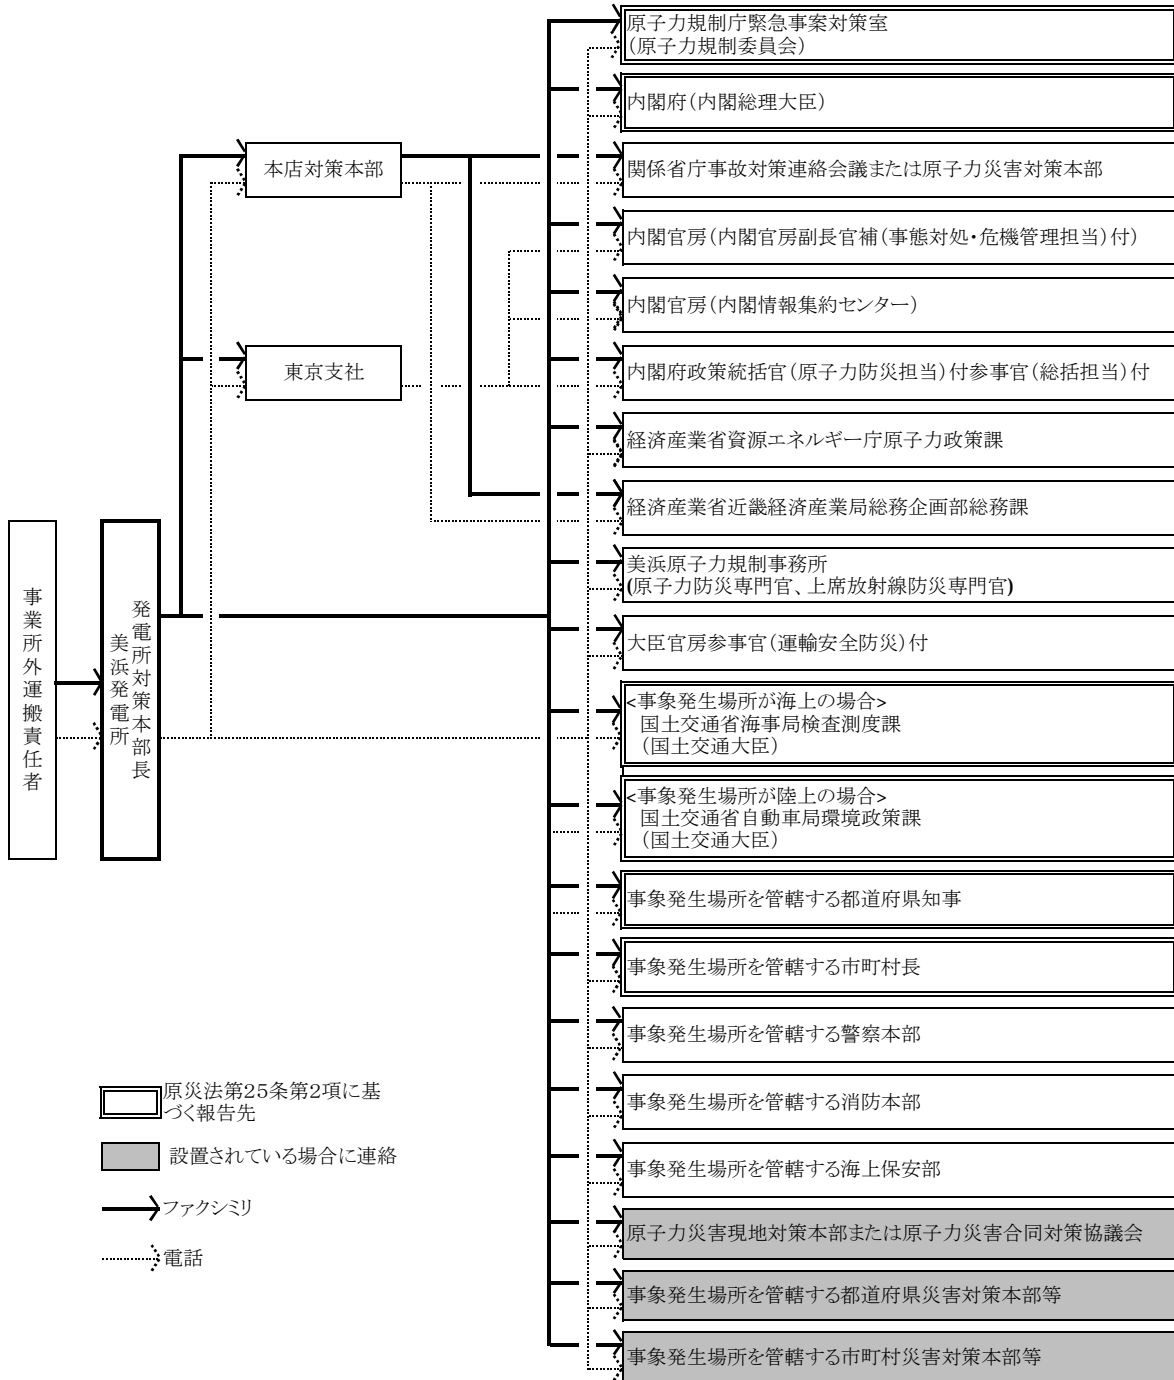 原子力規制庁緊急事案対策室
（原子力規制委員会）
内閣府（内閣総理大臣）
本店対策本部
関係省庁事故対策連絡会議または原子力災害対策本部
内閣官房（内閣官房副長官補（事態対処・危機管理担当）付）
内閣官房（内閣情報集約センター）
東京支社
内閣府政策統括官（原子力防災担当）付参事官（総括担当）付
経済産業省資源エネルギー庁原子力政策課
経済産業省近畿経済産業局総務企画部総務課
事業所外運搬責任者
発電所対策本部長
美浜発電所
美浜原子力規制事務所
(原子力防災専門官、上席放射線防災専門官)
大臣官房参事官（運輸安全防災）付
<事象発生場所が海上の場合>
国土交通省海事局検査測度課
（国土交通大臣）
<事象発生場所が陸上の場合>
国土交通省自動車局環境政策課
（国土交通大臣）
事象発生場所を管轄する都道府県知事
事象発生場所を管轄する市町村長
事象発生場所を管轄する警察本部
事象発生場所を管轄する消防本部
事象発生場所を管轄する海上保安部
原子力災害現地対策本部または原子力災害合同対策協議会
事象発生場所を管轄する都道府県災害対策本部等
事象発生場所を管轄する市町村災害対策本部等
原災法第25条第2項に基
づく報告先
設置されている場合に連絡
ファクシミリ
電話